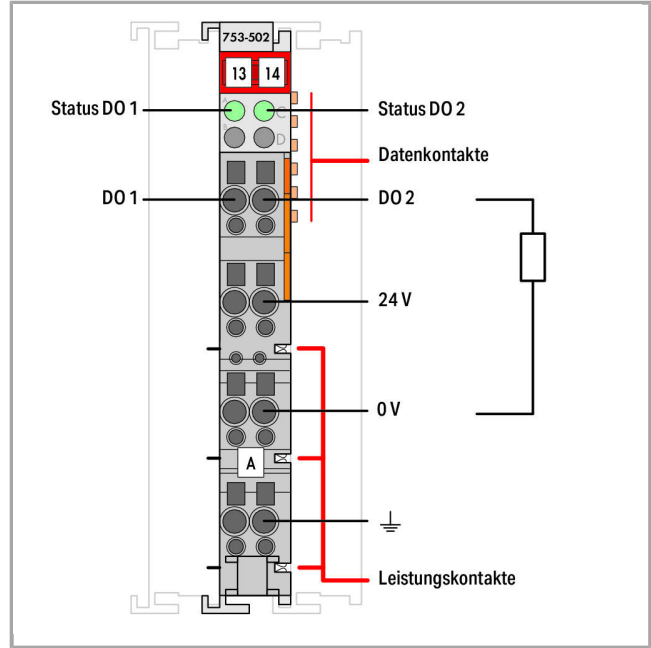 753-502
13 14
Status DO 1
A C
Status DO 2
D
Datenkontakte
DO 1
DO 2
24 V
0 V
A
Leistungskontakte